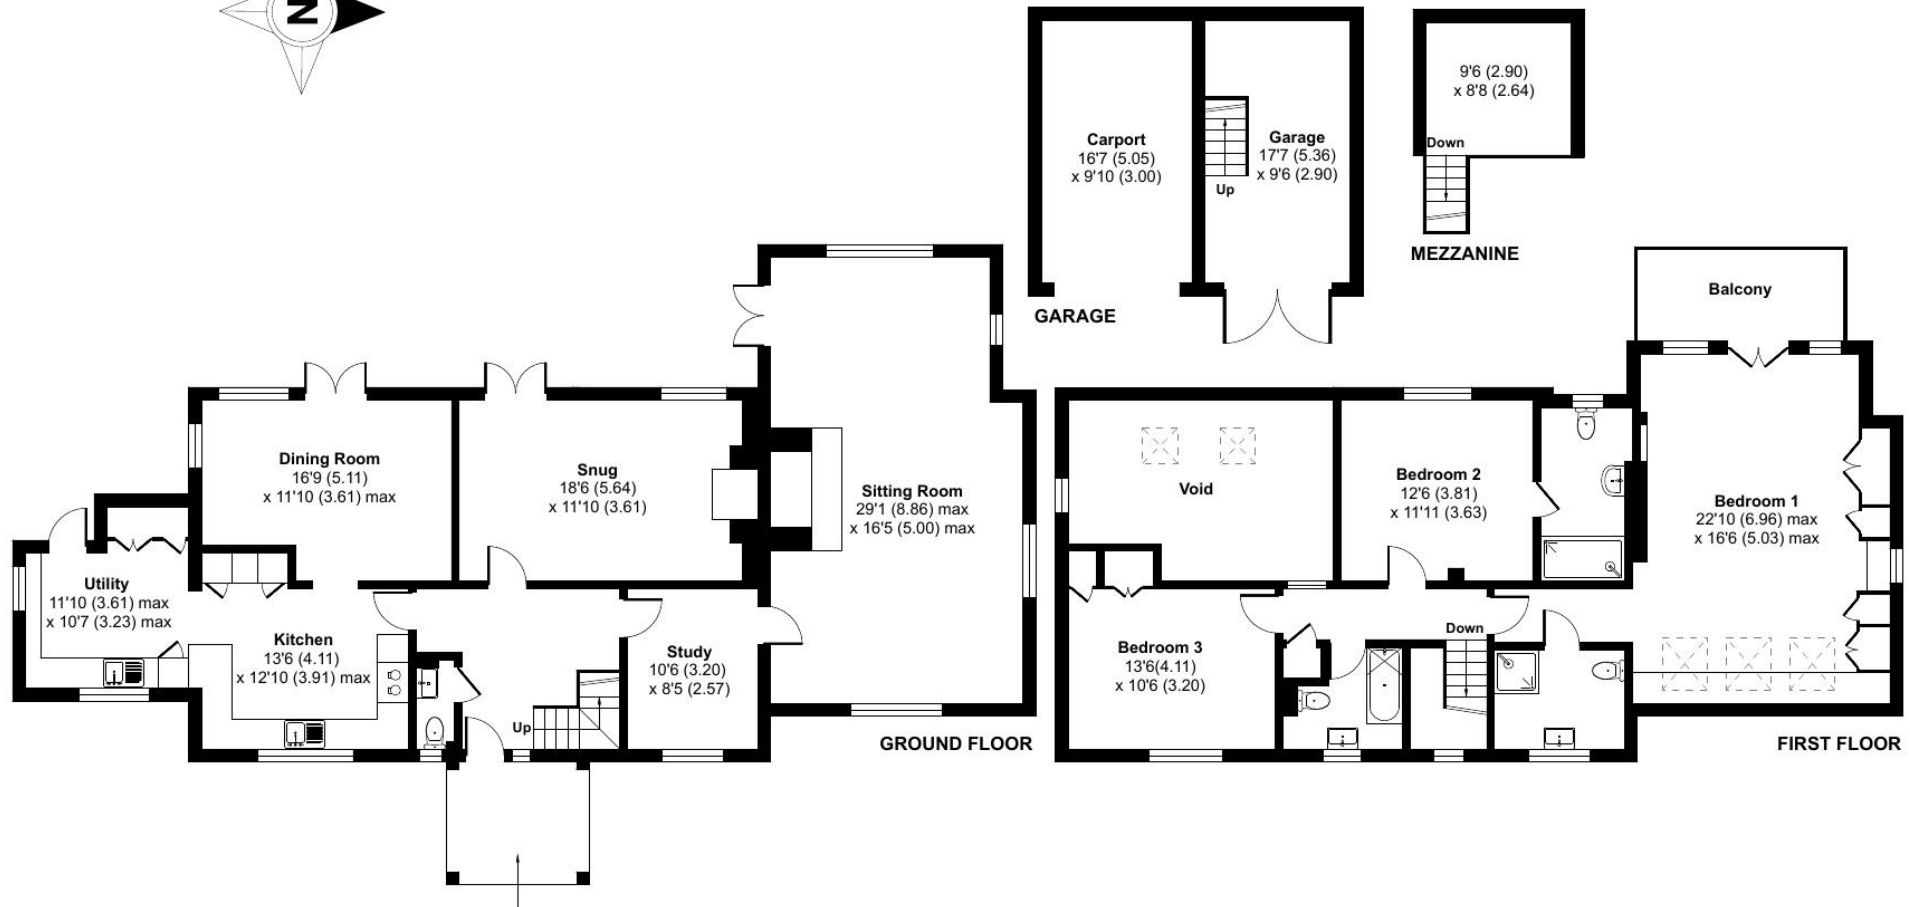 N
Carport
16'7 (5.05)
x 9'10 (3.00)
Garage
17'7 (5.36)
x 9'6 (2.90)
Up
GARAGE
9'6 (2.90)
x 8'8 (2.64)
Down
MEZZANINE
Dining Room
16'9 (5.11)
x 11'10 (3.61) max
Snug
18'6 (5.64)
x 11'10 (3.61)
Sitting Room
29'1 (8.86) max
x 16'5 (5.00) max
Utility
11'10 (3.61) max
x 10'7 (3.23) max
Kitchen
13'6 (4.11)
x 12'10 (3.91) max
Study
10'6 (3.20)
x 8'5 (2.57)
Up
GROUND FLOOR
Balcony
Void
Bedroom 2
12'6 (3.81)
x 11'11 (3.63)
Bedroom 1
22'10 (6.96) max
x 16'6 (5.03) max
Bedroom 3
13'6(4.11)
x 10'6 (3.20)
Down
FIRST FLOOR